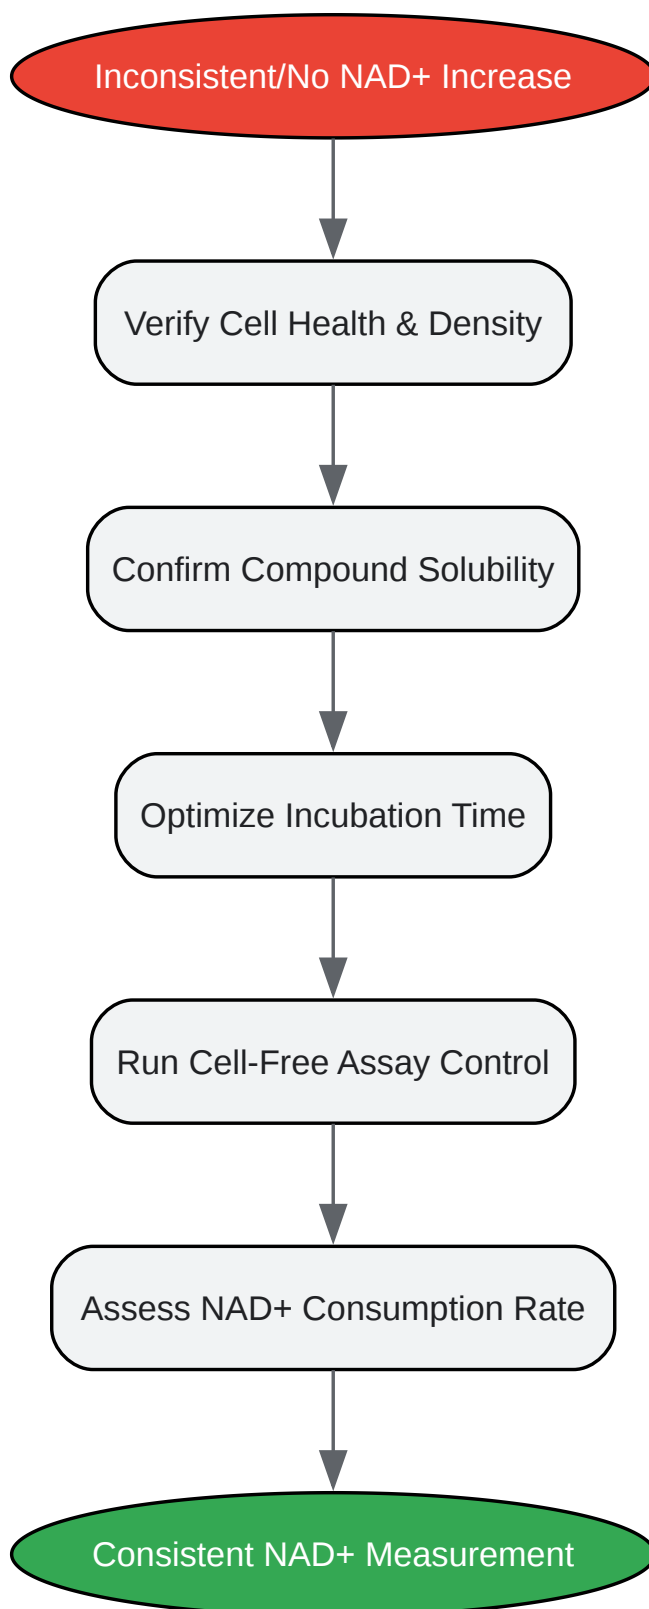 Inconsistent/No NAD+ Increase
Verify Cell Health & Density
Confirm Compound Solubility
Optimize Incubation Time
Run Cell-Free Assay Control
Assess NAD+ Consumption Rate
Consistent NAD+ Measurement